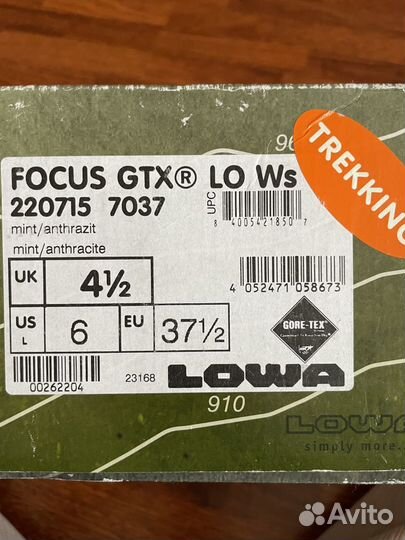 96
TREKKING
FOCUS GTX® LO Ws
220715 7037
UPC
8 4005421850 7
mint/anthrazit
mint/anthracite
UK 4½
4 052471 058673
US L 6 EU 37½
GORE-TEX
00262204
23168
LOWA
910
LOWA
simply more..
Avito